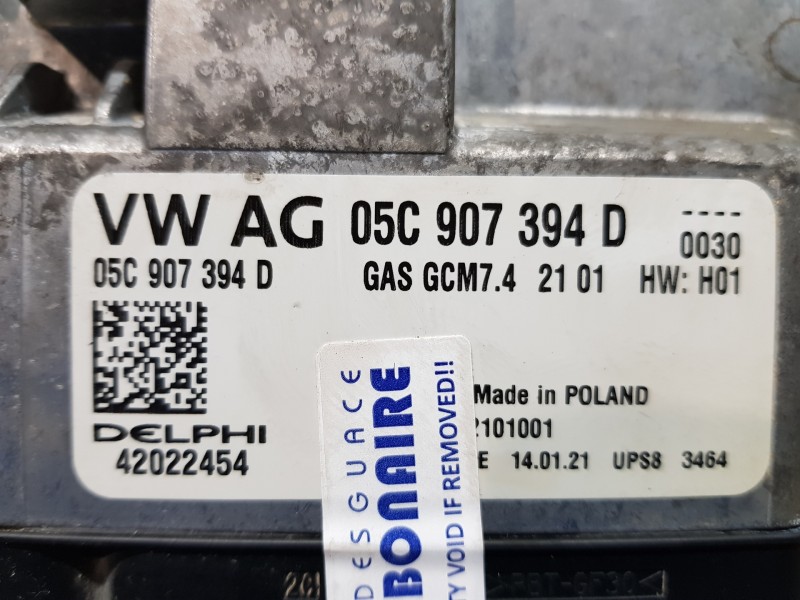 VW AG 05C 907 394 D ----
0030
05C 907 394 D GAS GCM7.4 21 01 HW: H01
Made in POLAND
DELPHI 2101001
42022454 E 14.01.21 UPS8 3464
DESGUACE
BONAIRE
TY VOID IF REMOVED!!